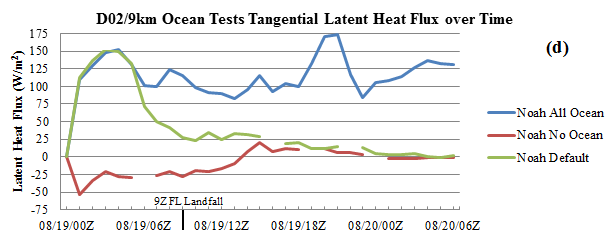 D02/9km Ocean Tests Tangential Latent Heat Flux over Time
(d)
Latent Heat Flux (W/m²)
175
150
125
100
75
50
25
0
-25
-50
-75
9Z FL Landfall
08/19/00Z 08/19/06Z 08/19/12Z 08/19/18Z 08/20/00Z 08/20/06Z
Noah All Ocean
Noah No Ocean
Noah Default